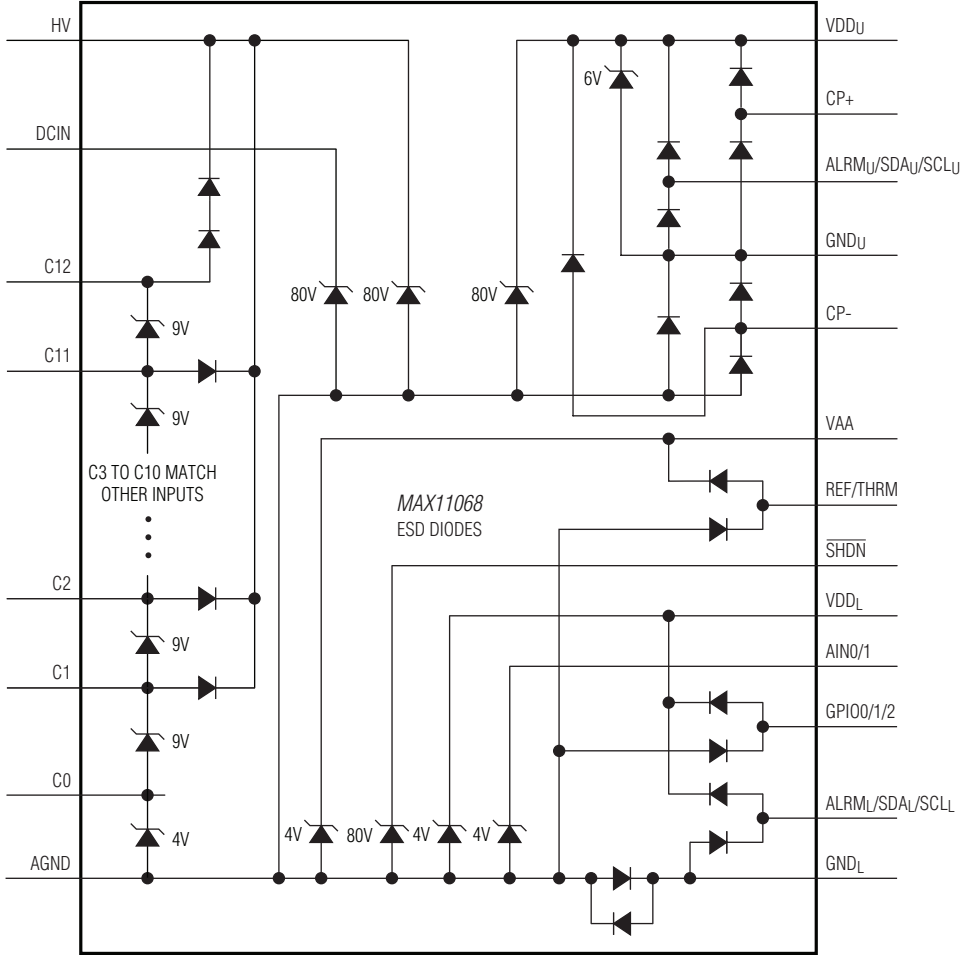 HV
VDDU
6V
CP+
DCIN
ALRMU/SDAU/SCLU
GNDU
C12
80V
80V
80V
9V
CP-
C11
9V
VAA
C3 TO C10 MATCH
OTHER INPUTS
MAX11068
ESD DIODES
REF/THRM
SHDN
C2
VDDL
9V
AIN0/1
C1
GPIO0/1/2
9V
C0
ALRML/SDAL/SCLL
4V
4V
80V
4V
4V
AGND
GNDL